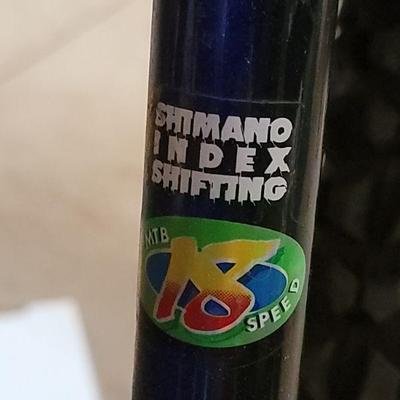 SHIMANO
INDEX
SHIFTING
MTB
18
SPEED